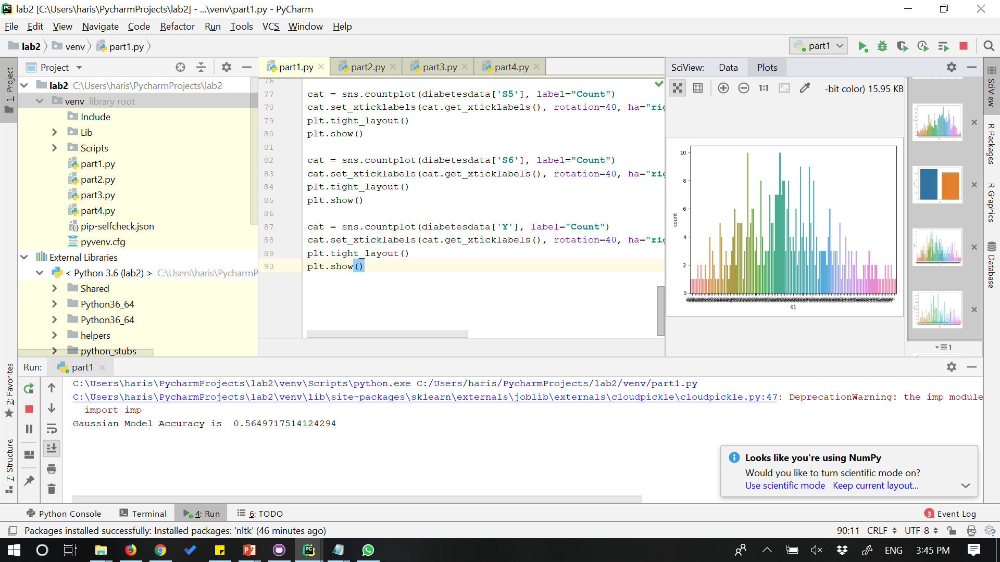 lab2 [C:\Users\haris\PycharmProjects\lab2] - ...\venv\part1.py - PyCharm
File Edit View Navigate Code Refactor Run Tools VCS Window Help
lab2 venv part1.py
part1
Project
part1.py part2.py part3.py part4.py
SciView: Data Plots
1: Project
lab2 C:\Users\haris\PycharmProjects\lab2
venv library root
Include
Lib
Scripts
part1.py
part2.py
part3.py
part4.py
pip-selfcheck.json
pyvenv.cfg
External Libraries
< Python 3.6 (lab2) > C:\Users\haris\PycharmP
Shared
Python36_64
Python36_64
helpers
python_stubs
76
77 cat = sns.countplot(diabetesdata['S5'], label="Count")
78 cat.set_xticklabels(cat.get_xticklabels(), rotation=40, ha="rig
79 plt.tight_layout()
80 plt.show()
81
82 cat = sns.countplot(diabetesdata['S6'], label="Count")
83 cat.set_xticklabels(cat.get_xticklabels(), rotation=40, ha="rig
84 plt.tight_layout()
85 plt.show()
86
87 cat = sns.countplot(diabetesdata['Y'], label="Count")
88 cat.set_xticklabels(cat.get_xticklabels(), rotation=40, ha="rig
89 plt.tight_layout()
90 plt.show()
1:1 -bit color) 15.95 KB
10
8
6
4
2
0
count
S1
1
SciView
R Packages
R Graphics
Database
2: Favorites
7: Structure
Run: part1
C:\Users\haris\PycharmProjects\lab2\venv\Scripts\python.exe C:/Users/haris/PycharmProjects/lab2/venv/part1.py
C:\Users\haris\PycharmProjects\lab2\venv\lib\site-packages\sklearn\externals\joblib\externals\cloudpickle\cloudpickle.py:47: DeprecationWarning: the imp module
import imp
Gaussian Model Accuracy is 0.5649717514124294
Looks like you're using NumPy
Would you like to turn scientific mode on?
Use scientific mode Keep current layout...
Python Console Terminal 4: Run 6: TODO 3 Event Log
Packages installed successfully: Installed packages: 'nltk' (46 minutes ago) 90:11 CRLF UTF-8
ENG 3:45 PM